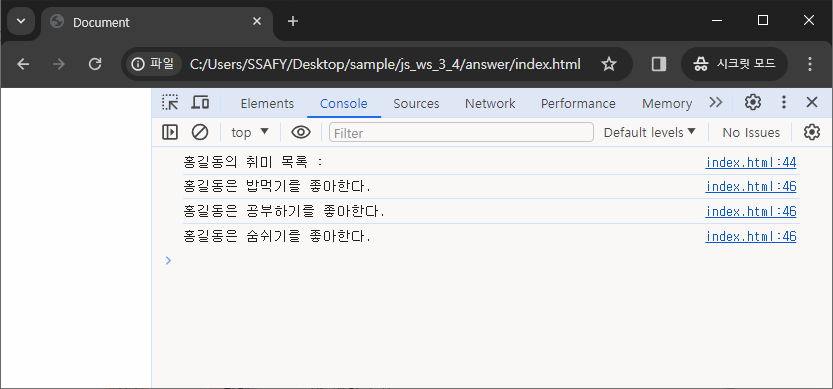 Document
파일 C:/Users/SSAFY/Desktop/sample/js_ws_3_4/answer/index.html 시크릿 모드
Elements Console Sources Network Performance Memory
top Filter Default levels No Issues
홍길동의 취미 목록 : index.html:44
홍길동은 밥먹기를 좋아한다. index.html:46
홍길동은 공부하기를 좋아한다. index.html:46
홍길동은 숨쉬기를 좋아한다. index.html:46